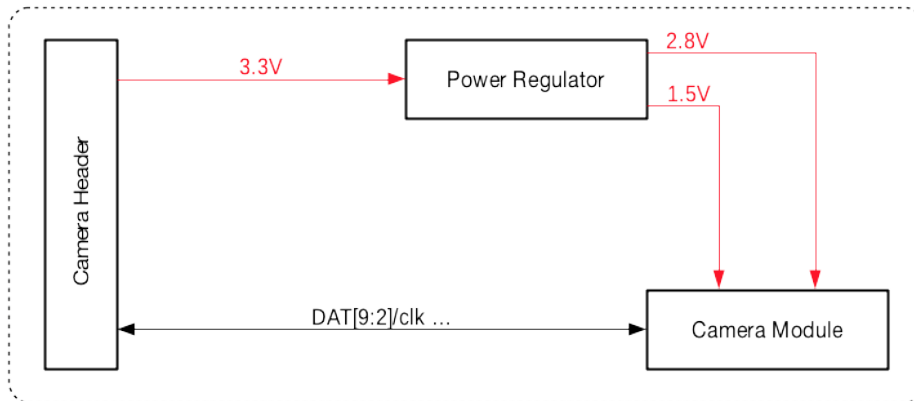 2.8V
3.3V
Power Regulator
1.5V
Camera Header
DAT[9:2]/clk ...
Camera Module